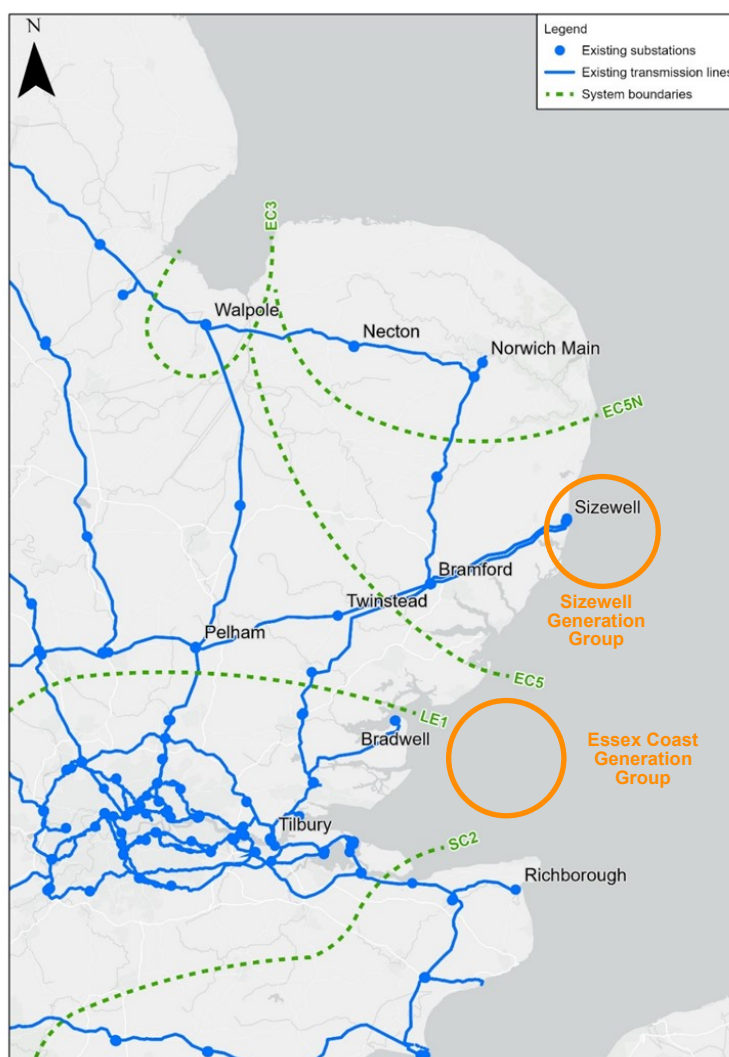 N
Legend
Existing substations
Existing transmission lines
System boundaries
EC3
Walpole
Necton
Norwich Main
EC5N
Sizewell
Bramford
Sizewell
Generation
Group
Twinstead
Pelham
EC5
LE1
Bradwell
Essex Coast
Generation
Group
Tilbury
SC2
Richborough